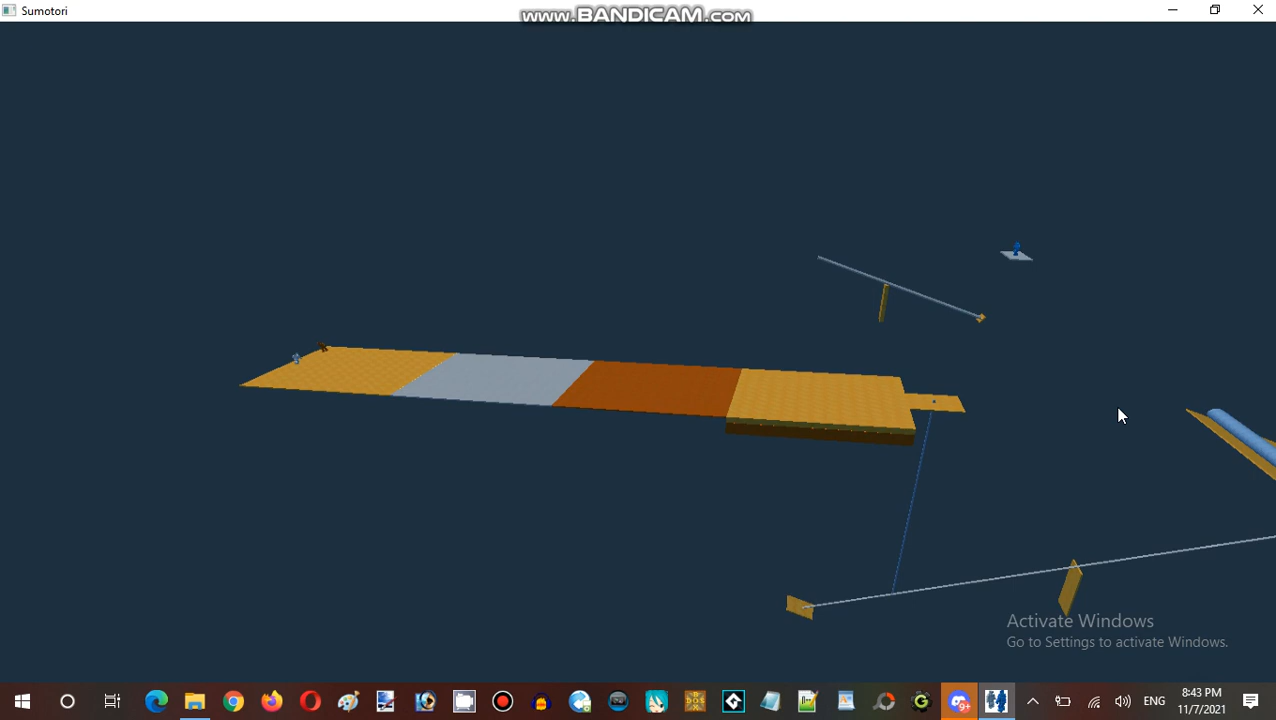 Sumotori
www.BANDICAM.com
Activate Windows
Go to Settings to activate Windows.
9+
ENG
8:43 PM
11/7/2021